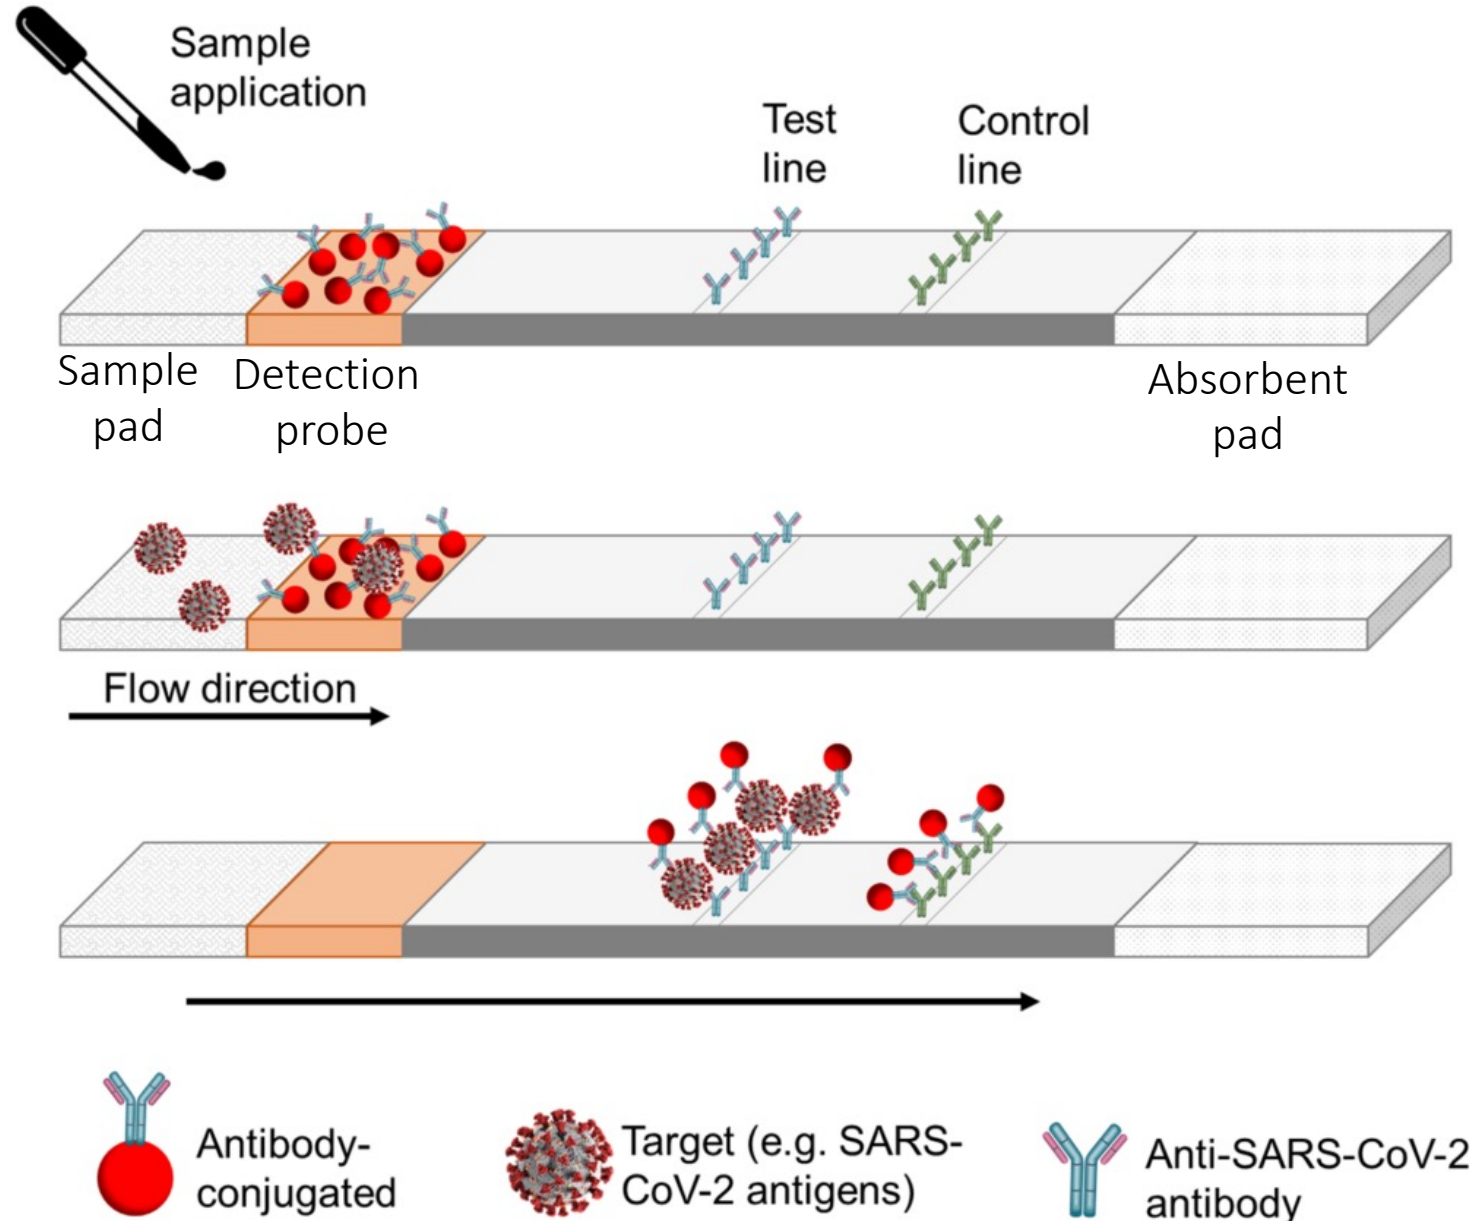 Sample
application
Test
line
Control
line
Sample
pad
Detection
probe
Absorbent
pad
Flow direction
Antibody-
conjugated
Target (e.g. SARS-
CoV-2 antigens)
Anti-SARS-CoV-2
antibody